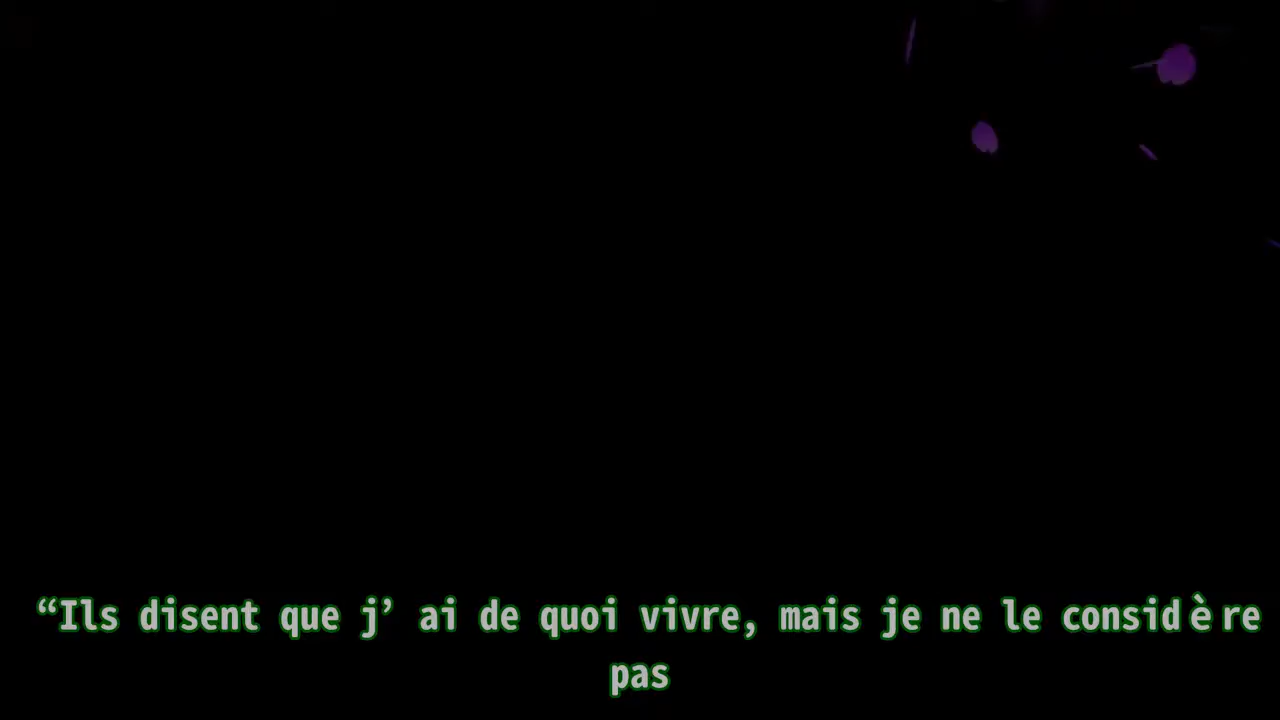 “Ils disent que j’ ai de quoi vivre, mais je ne le considère
pas